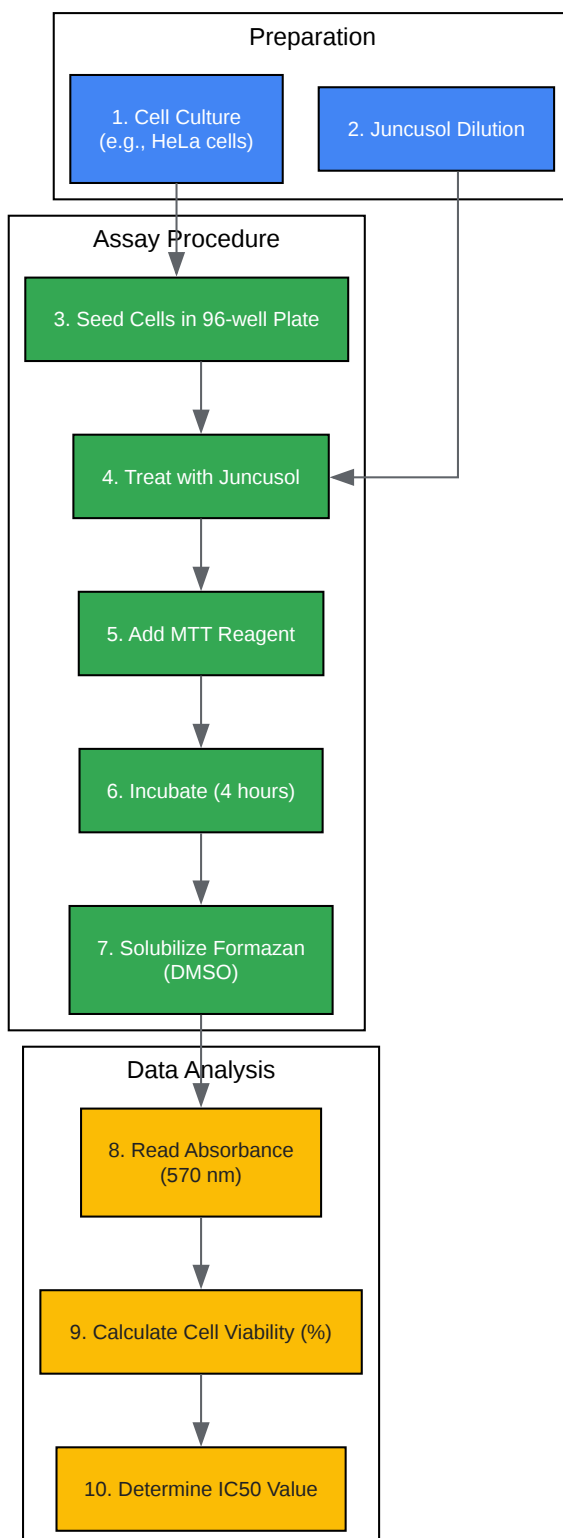 Preparation
1. Cell Culture
(e.g., HeLa cells)
2. Juncusol Dilution
Assay Procedure
3. Seed Cells in 96-well Plate
4. Treat with Juncusol
5. Add MTT Reagent
6. Incubate (4 hours)
7. Solubilize Formazan
(DMSO)
Data Analysis
8. Read Absorbance
(570 nm)
9. Calculate Cell Viability (%)
10. Determine IC50 Value